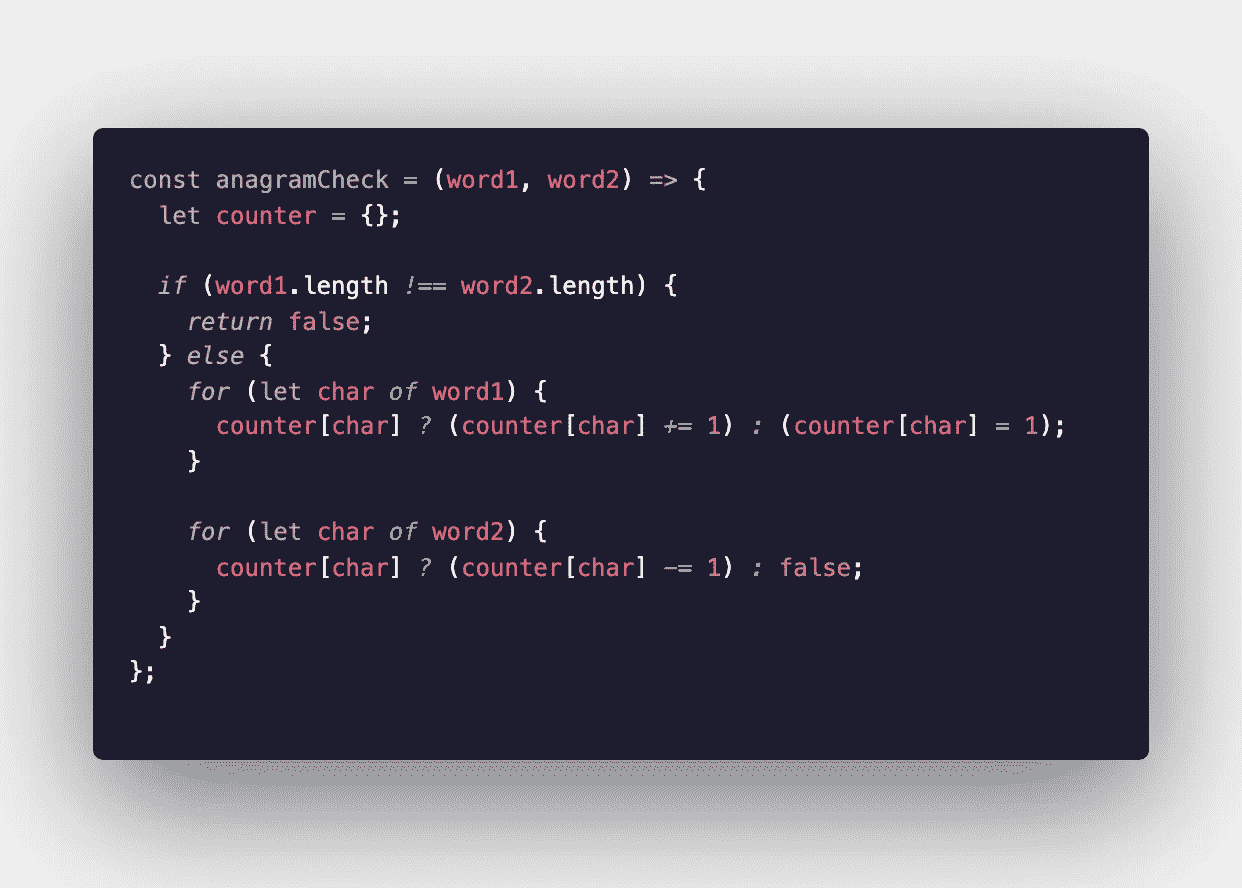 const anagramCheck = (word1, word2) => {
  let counter = {};

  if (word1.length !== word2.length) {
    return false;
  } else {
    for (let char of word1) {
      counter[char] ? (counter[char] += 1) : (counter[char] = 1);
    }

    for (let char of word2) {
      counter[char] ? (counter[char] -= 1) : false;
    }
  }
};